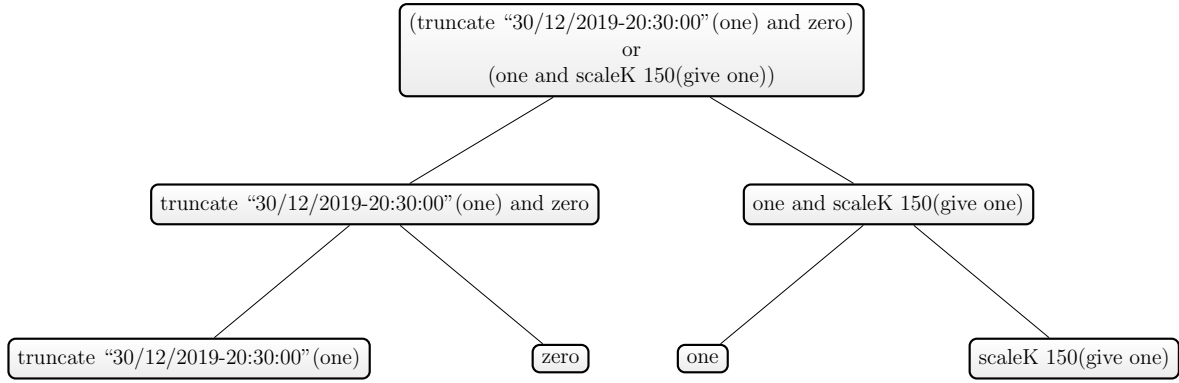 (truncate “30/12/2019-20:30:00”(one) and zero)
or
(one and scaleK 150(give one))
truncate “30/12/2019-20:30:00”(one) and zero
one and scaleK 150(give one)
truncate “30/12/2019-20:30:00”(one)
zero
one
scaleK 150(give one)